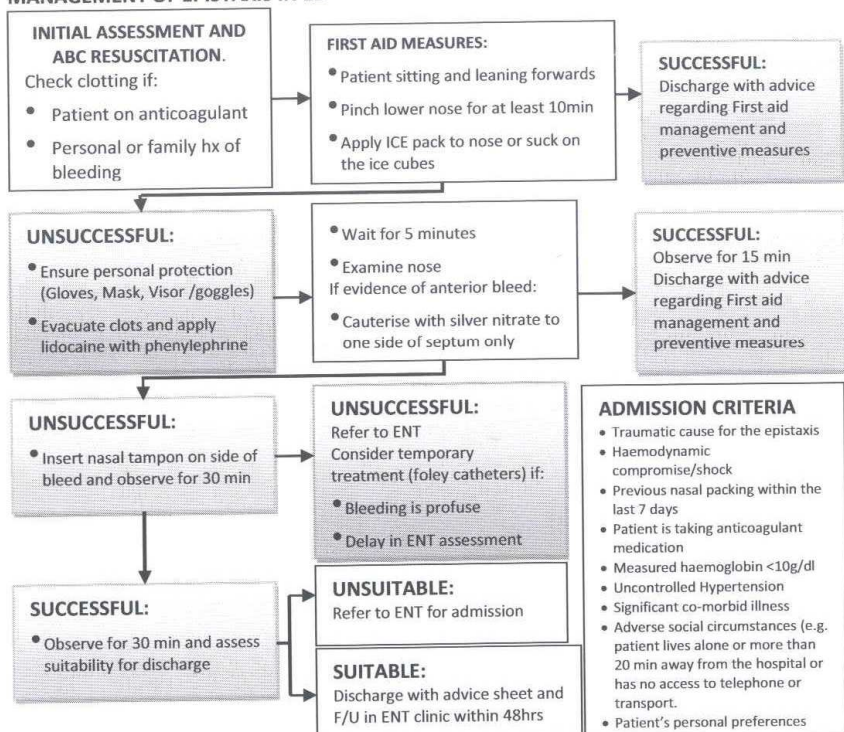 INITIAL ASSESSMENT AND
ABC RESUSCITATION.
Check clotting if:
• Patient on anticoagulant
• Personal or family hx of
bleeding
FIRST AID MEASURES:
• Patient sitting and leaning forwards
• Pinch lower nose for at least 10min
• Apply ICE pack to nose or suck on
the ice cubes
SUCCESSFUL:
Discharge with advice
regarding First aid
management and
preventive measures
UNSUCCESSFUL:
• Ensure personal protection
(Gloves, Mask, Visor /goggles)
• Evacuate clots and apply
lidocaine with phenylephrine
• Wait for 5 minutes
• Examine nose
If evidence of anterior bleed:
• Cauterise with silver nitrate to
one side of septum only
SUCCESSFUL:
Observe for 15 min
Discharge with advice
regarding First aid
management and
preventive measures
UNSUCCESSFUL:
• Insert nasal tampon on side of
bleed and observe for 30 min
UNSUCCESSFUL:
Refer to ENT
Consider temporary
treatment (foley catheters) if:
• Bleeding is profuse
• Delay in ENT assessment
SUCCESSFUL:
• Observe for 30 min and assess
suitability for discharge
UNSUITABLE:
Refer to ENT for admission
SUITABLE:
Discharge with advice sheet and
F/U in ENT clinic within 48hrs
ADMISSION CRITERIA
• Traumatic cause for the epistaxis
• Haemodynamic
compromise/shock
• Previous nasal packing within the
last 7 days
• Patient is taking anticoagulant
medication
• Measured haemoglobin <10g/dl
• Uncontrolled Hypertension
• Significant co-morbid illness
• Adverse social circumstances (e.g.
patient lives alone or more than
20 min away from the hospital or
has no access to telephone or
transport.
• Patient's personal preferences